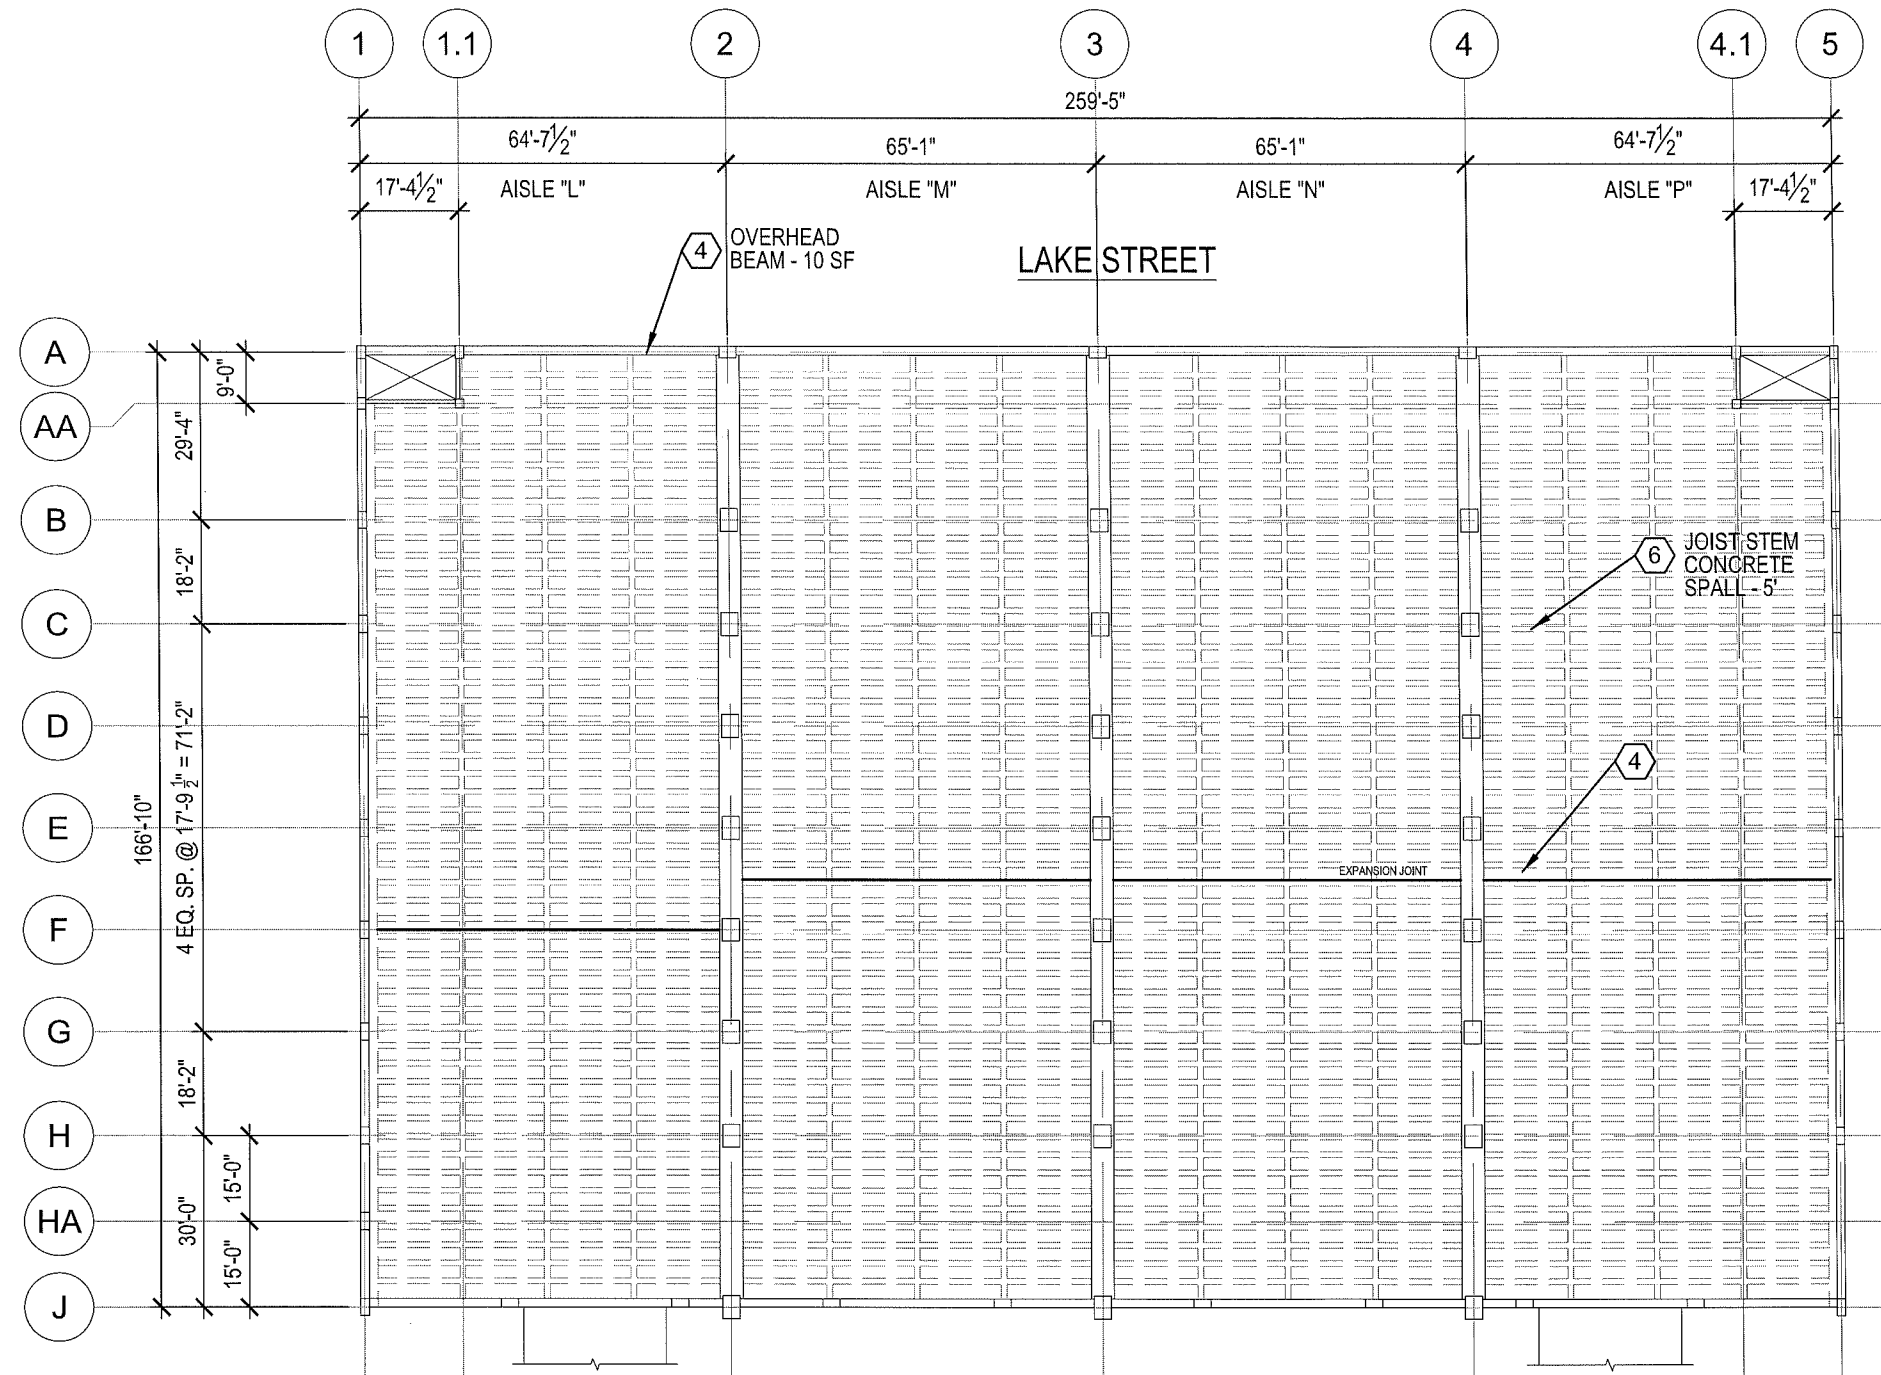 1
1.1
2
3
4
4.1
5
259'-5"
64'-7½"
65'-1"
65'-1"
64'-7½"
17'-4½"
AISLE "L"
AISLE "M"
AISLE "N"
AISLE "P"
17'-4½"
4
OVERHEAD
BEAM - 10 SF
LAKE STREET
A
9'-0"
AA
29'-4"
B
18'-2"
6
JOIST STEM
CONCRETE
SPALL - 5'
C
D
4
166'-10"
4 EQ. SP. @ 17'-9½" = 71'-2"
E
EXPANSION JOINT
F
G
18'-2"
H
15'-0"
30'-0"
HA
15'-0"
J